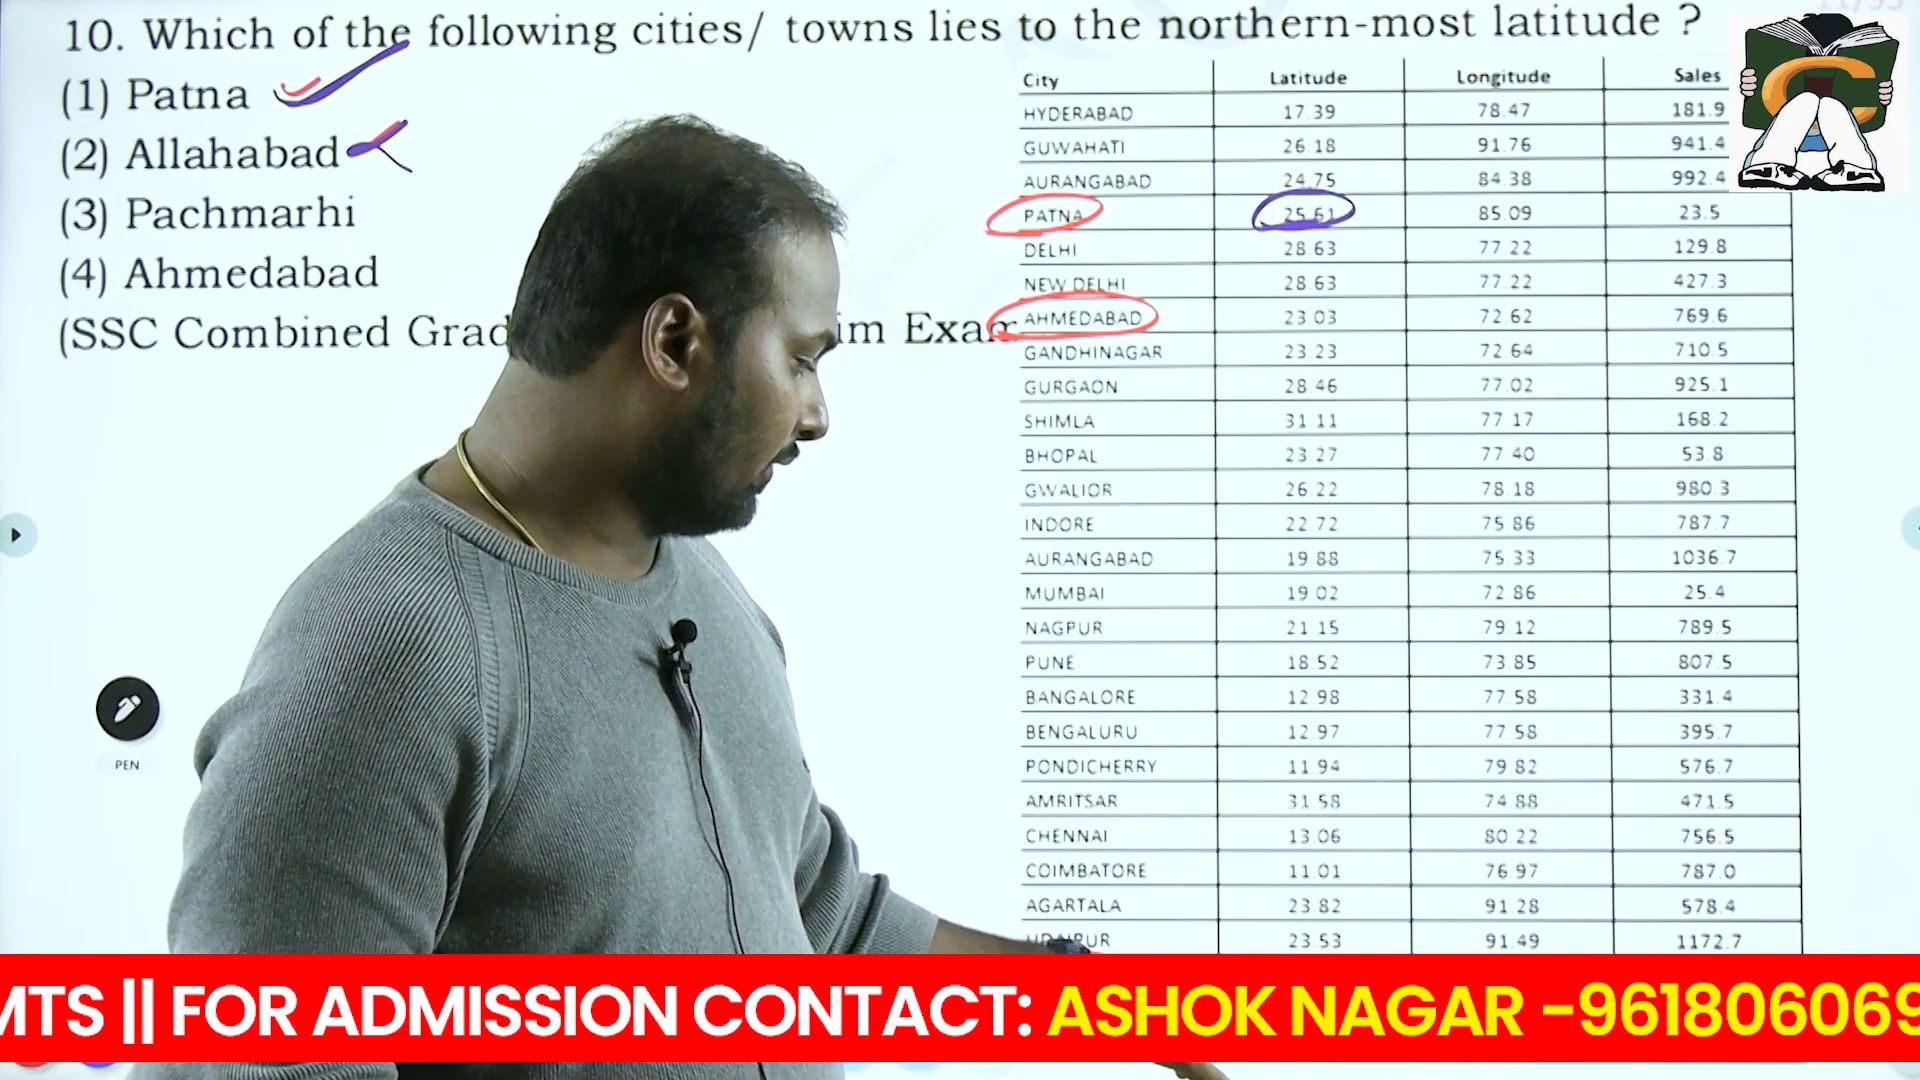 10. Which of the following cities/ towns lies to the northern-most latitude ?
(1) Patna
(2) Allahabad
(3) Pachmarhi
(4) Ahmedabad
(SSC Combined Grad im Exam
City Latitude Longitude Sales
HYDERABAD 17.39 78.47 181.9
GUWAHATI 26.18 91.76 941.4
AURANGABAD 24.75 84.38 992.4
PATNA 25.61 85.09 23.5
DELHI 28.63 77.22 129.8
NEW DELHI 28.63 77.22 427.3
AHMEDABAD 23.03 72.62 769.6
GANDHINAGAR 23.23 72.64 710.5
GURGAON 28.46 77.02 925.1
SHIMLA 31.11 77.17 168.2
BHOPAL 23.27 77.40 53.8
GWALIOR 26.22 78.18 980.3
INDORE 22.72 75.86 787.7
AURANGABAD 19.88 75.33 1036.7
MUMBAI 19.02 72.86 25.4
NAGPUR 21.15 79.12 789.5
PUNE 18.52 73.85 807.5
BANGALORE 12.98 77.58 331.4
BENGALURU 12.97 77.58 395.7
PONDICHERRY 11.94 79.82 576.7
AMRITSAR 31.58 74.88 471.5
CHENNAI 13.06 80.22 756.5
COIMBATORE 11.01 76.97 787.0
AGARTALA 23.82 91.28 578.4
UDAIPUR 23.53 91.49 1172.7
PEN
MTS || FOR ADMISSION CONTACT: ASHOK NAGAR -961806069